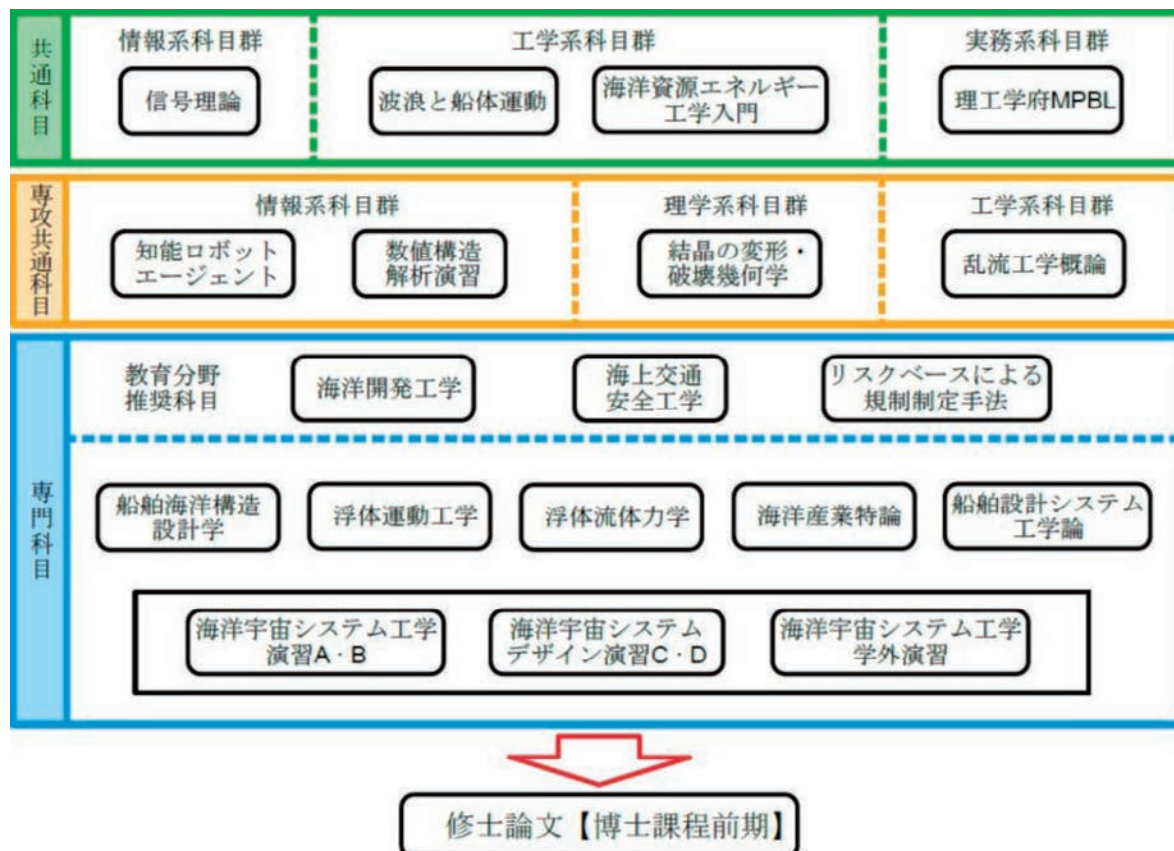 共通科目
情報系科目群
工学系科目群
実務系科目群
信号理論
波浪と船体運動
海洋資源エネルギー
工学入門
理工学府MPBL
専攻共通科目
情報系科目群
理学系科目群
工学系科目群
知能ロボット
エージェント
数値構造
解析演習
結晶の変形・
破壊幾何学
乱流工学概論
専門科目
教育分野
推奨科目
海洋開発工学
海上交通
安全工学
リスクベースによる
規制制定手法
船舶海洋構造
設計学
浮体運動工学
浮体流体力学
海洋産業特論
船舶設計システム
工学論
海洋宇宙システム工学
演習A・B
海洋宇宙システム
デザイン演習C・D
海洋宇宙システム工学
学外演習
修士論文【博士課程前期】